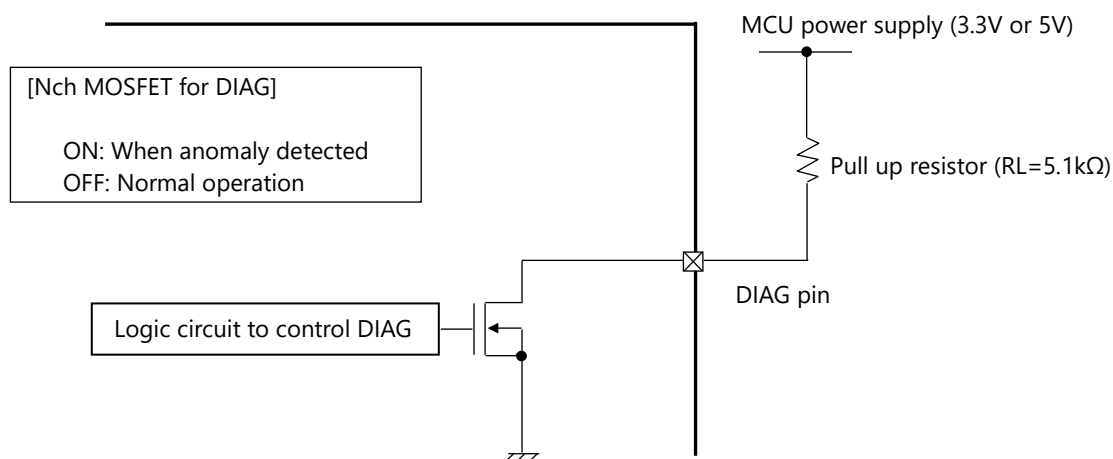 MCU power supply (3.3V or 5V)
[Nch MOSFET for DIAG]
ON: When anomaly detected
OFF: Normal operation
Pull up resistor (RL=5.1kΩ)
DIAG pin
Logic circuit to control DIAG